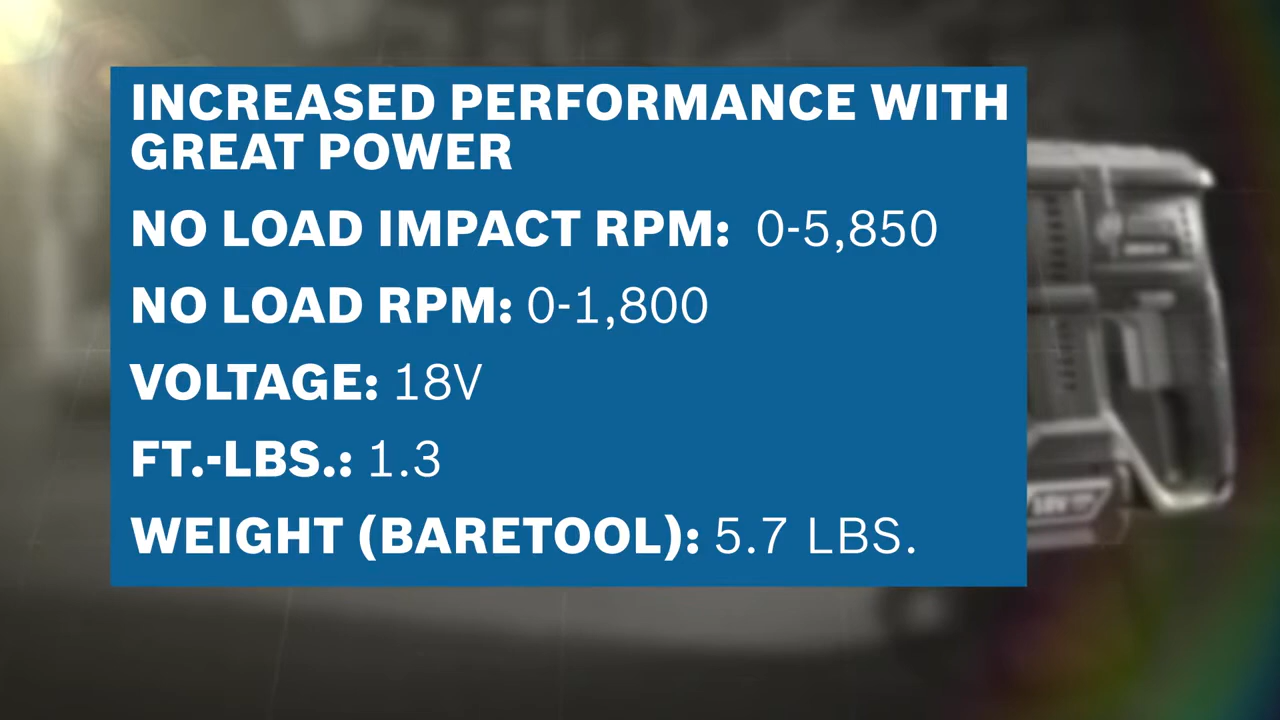 INCREASED PERFORMANCE WITH
GREAT POWER
NO LOAD IMPACT RPM: 0-5,850
NO LOAD RPM: 0-1,800
VOLTAGE: 18V
FT.-LBS.: 1.3
WEIGHT (BARETOOL): 5.7 LBS.
18V